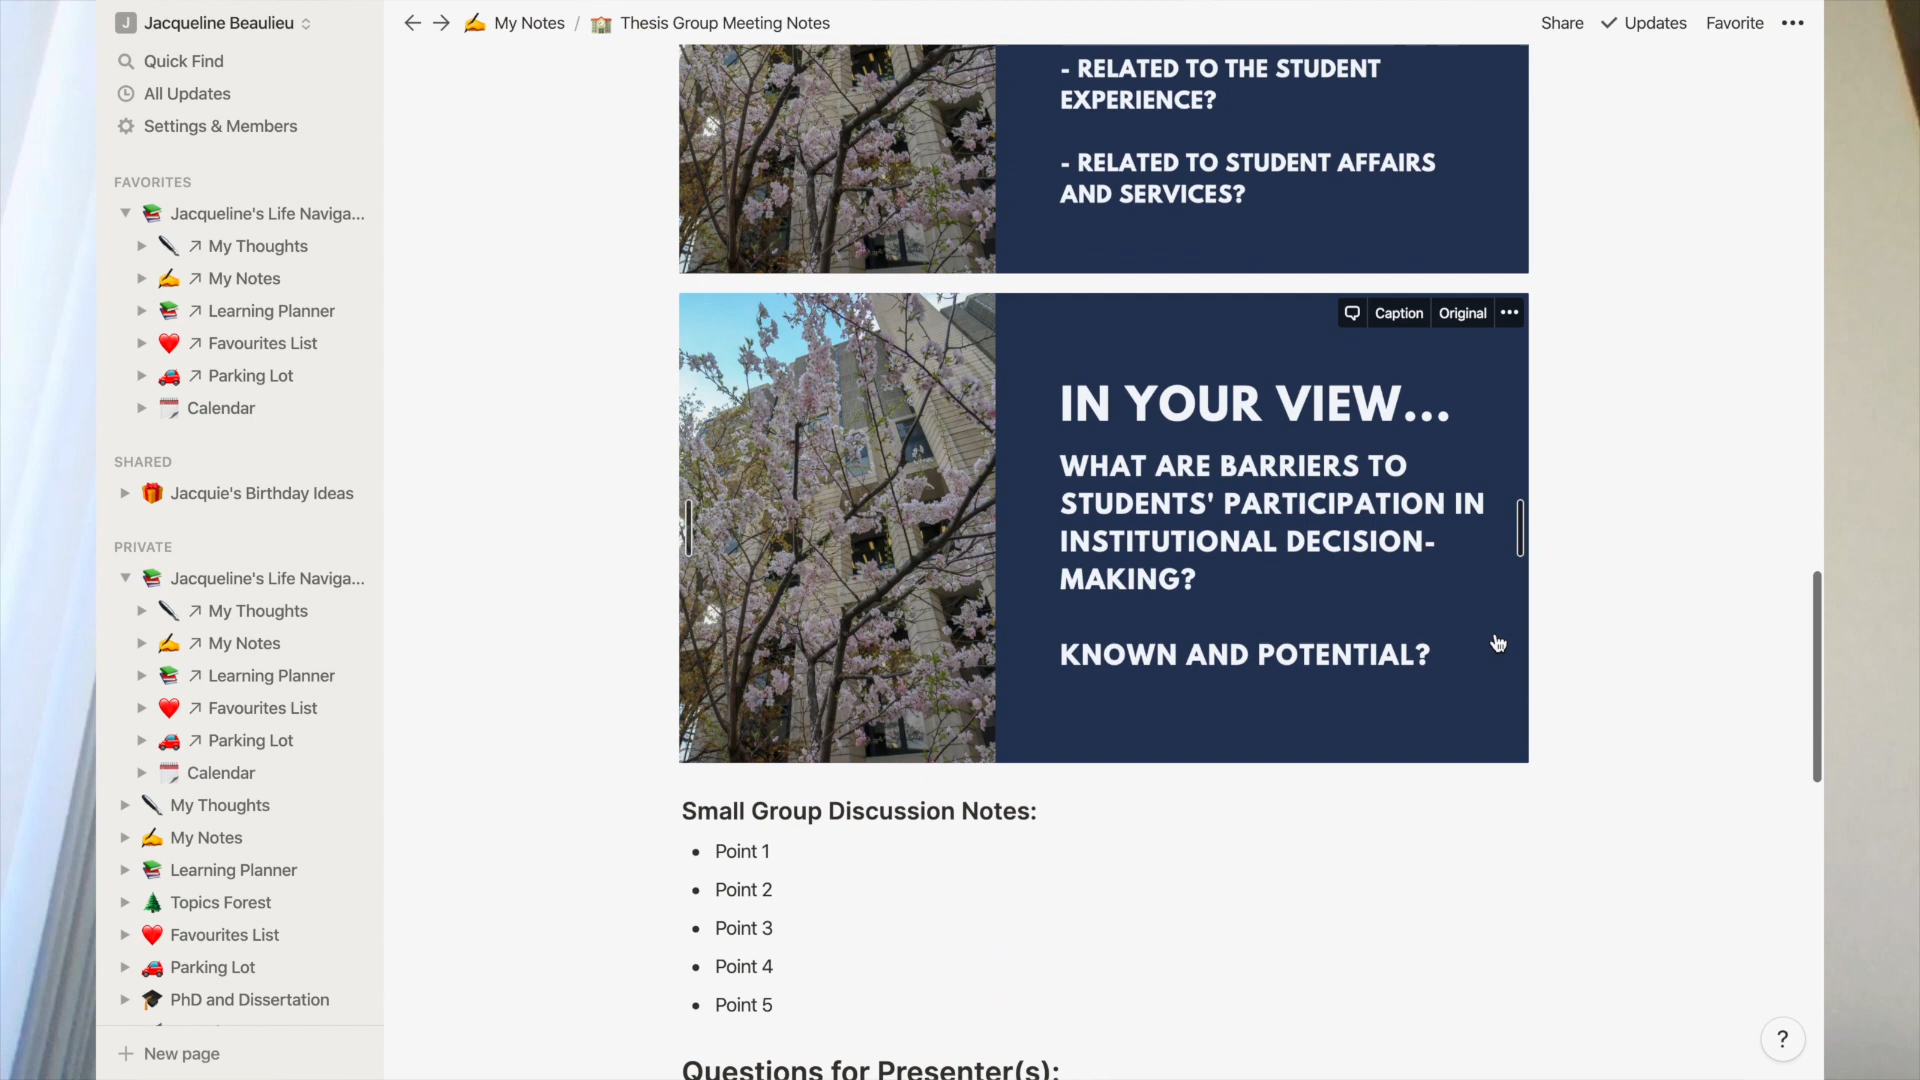 J Jacqueline Beaulieu
Quick Find
All Updates
Settings & Members
FAVORITES
Jacqueline's Life Naviga...
My Thoughts
My Notes
Learning Planner
Favourites List
Parking Lot
Calendar
SHARED
Jacquie's Birthday Ideas
PRIVATE
Jacqueline's Life Naviga...
My Thoughts
My Notes
Learning Planner
Favourites List
Parking Lot
Calendar
My Thoughts
My Notes
Learning Planner
Topics Forest
Favourites List
Parking Lot
PhD and Dissertation
New page
My Notes / Thesis Group Meeting Notes
Share Updates Favorite
- RELATED TO THE STUDENT
EXPERIENCE?
- RELATED TO STUDENT AFFAIRS
AND SERVICES?
Caption Original
IN YOUR VIEW...
WHAT ARE BARRIERS TO
STUDENTS' PARTICIPATION IN
INSTITUTIONAL DECISION-
MAKING?
KNOWN AND POTENTIAL?
Small Group Discussion Notes:
• Point 1
• Point 2
• Point 3
• Point 4
• Point 5
Questions for Presenter(s):
?